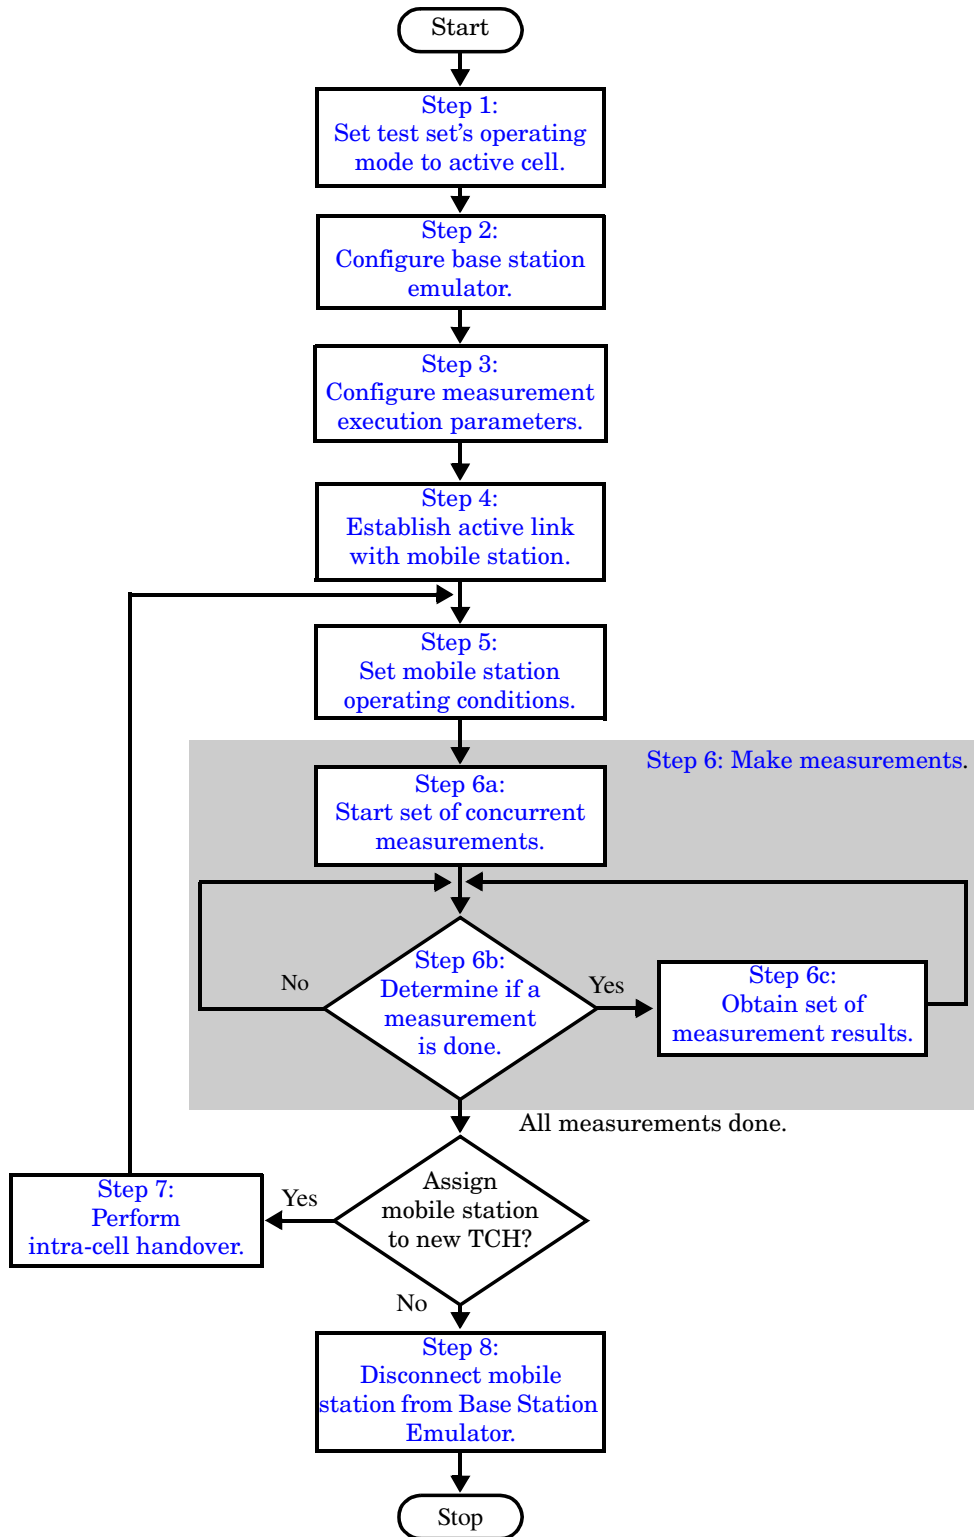 Start
Step 1:
Set test set’s operating
mode to active cell.
Step 2:
Configure base station
emulator.
Step 3:
Configure measurement
execution parameters.
Step 4:
Establish active link
with mobile station.
Step 5:
Set mobile station
operating conditions.
Step 6: Make measurements.
Step 6a:
Start set of concurrent
measurements.
Step 6b:
Determine if a
measurement
is done.
No
Yes
Step 6c:
Obtain set of
measurement results.
All measurements done.
Assign
mobile station
to new TCH?
Yes
Step 7:
Perform
intra-cell handover.
No
Step 8:
Disconnect mobile
station from Base Station
Emulator.
Stop